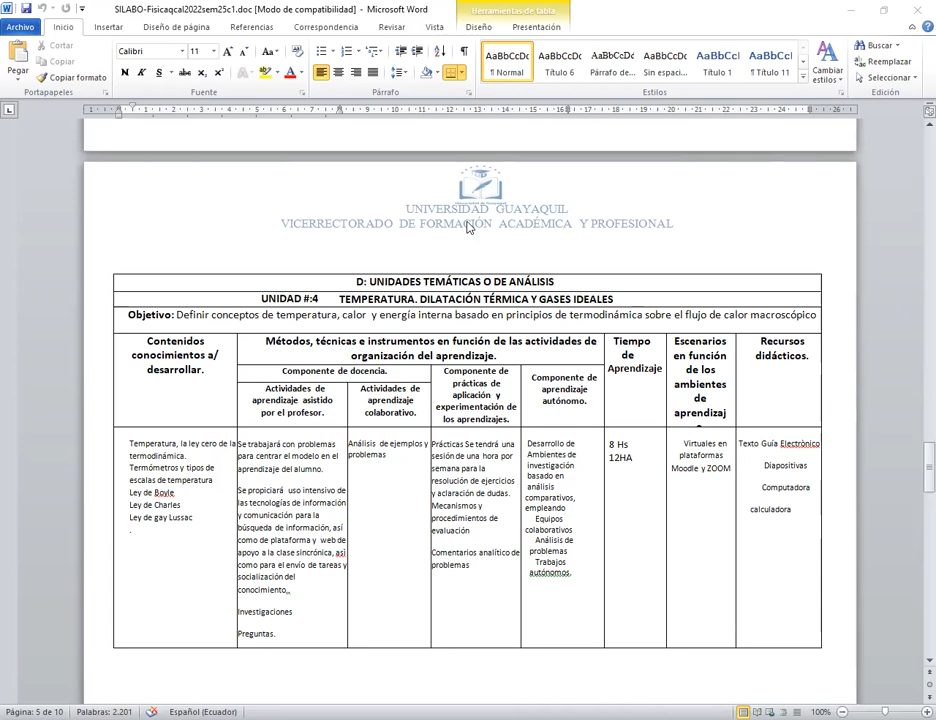 SILABO-Fisicaqcal2022sem25c1.doc [Modo de compatibilidad] - Microsoft Word
Herramientas de tabla
Archivo Inicio Insertar Diseño de página Referencias Correspondencia Revisar Vista Diseño Presentación
Pegar
Cortar
Copiar
Copiar formato
Portapapeles
Calibri 11
Fuente
Párrafo
AaBbCcDc AaBbCcDc AaBbCcDc AaBbCcDc AaBbCcI AaBbCcI
¶ Normal Título 6 Párrafo de... Sin espaci... Título 1 ¶ Título 11
Cambiar estilos
Estilos
Buscar
Reemplazar
Seleccionar
Edición
UNIVERSIDAD GUAYAQUIL
VICERRECTORADO DE FORMACIÓN ACADÉMICA Y PROFESIONAL
D: UNIDADES TEMÁTICAS O DE ANÁLISIS
UNIDAD #:4 TEMPERATURA. DILATACIÓN TÉRMICA Y GASES IDEALES
Objetivo: Definir conceptos de temperatura, calor y energía interna basado en principios de termodinámica sobre el flujo de calor macroscópico
Contenidos
conocimientos a/
desarrollar.
Métodos, técnicas e instrumentos en función de las actividades de
organización del aprendizaje.
Componente de docencia.
Actividades de
aprendizaje asistido
por el profesor.
Actividades de
aprendizaje
colaborativo.
Componente de
prácticas de
aplicación y
experimentación de
los aprendizajes.
Componente de
aprendizaje
autónomo.
Tiempo
de
Aprendizaje
Escenarios
en función
de los
ambientes
de
aprendizaj
Recursos
didácticos.
Temperatura, la ley cero de la
termodinámica.
Termómetros y tipos de
escalas de temperatura
Ley de Boyle
Ley de Charles
Ley de gay Lussac
.
Se trabajará con problemas
para centrar el modelo en el
aprendizaje del alumno.
Se propiciará uso intensivo de
las tecnologías de información
y comunicación para la
búsqueda de información, así
como de plataforma y web de
apoyo a la clase sincrónica, asì
como para el envío de tareas y
socialización del
conocimiento,,
Investigaciones
Preguntas.
Análisis de ejemplos y
problemas
Prácticas Se tendrá una
sesión de una hora por
semana para la
resolución de ejercicios
y aclaración de dudas.
Mecanismos y
procedimientos de
evaluación
Comentarios analítico de
problemas
Desarrollo de
Ambientes de
investigación
basado en
análisis
comparativos,
empleando
Equipos
colaborativos
Análisis de
problemas
Trabajos
autónomos.
8 Hs
12HA
Virtuales en
plataformas
Moodle y ZOOM
Texto Guía Electrònico
Diapositivas
Computadora
calculadora
Página: 5 de 10 Palabras: 2.201 Español (Ecuador) 100%